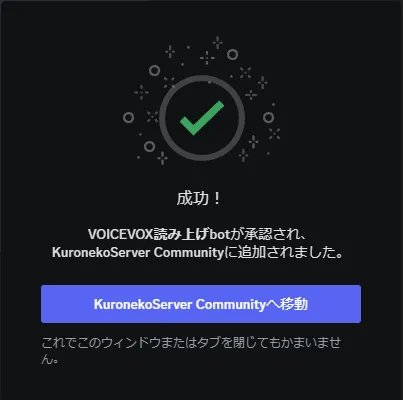 成功！
VOICEVOX読み上げbotが承認され、
KuronekoServer Communityに追加されました。
KuronekoServer Communityへ移動
これでこのウィンドウまたはタブを閉じてもかまいませ
ん。